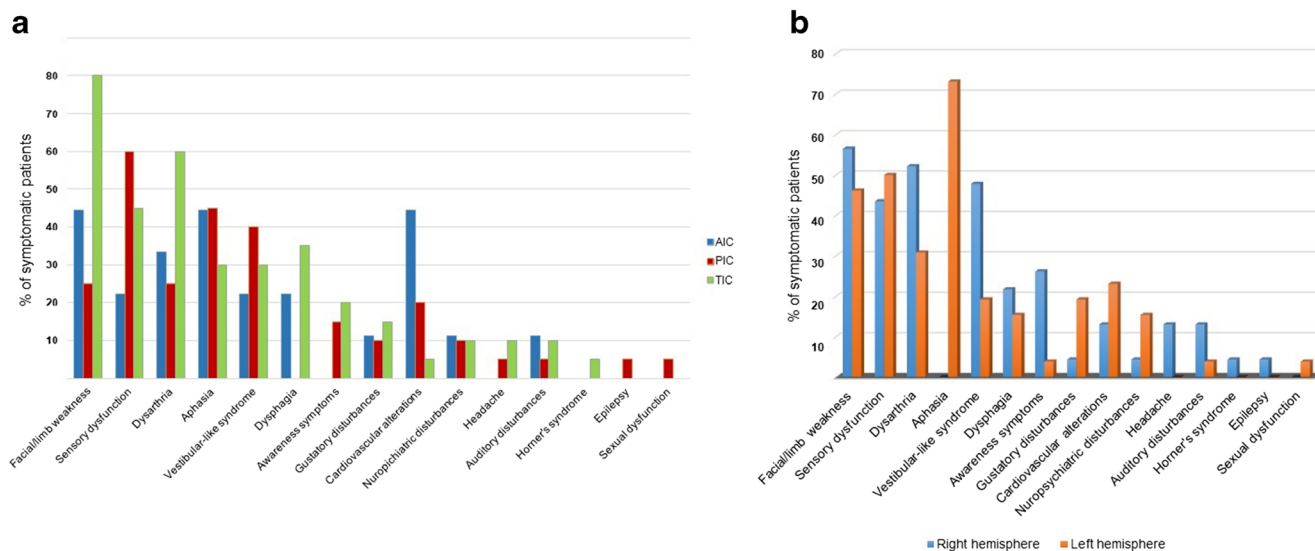 a
% of symptomatic patients
80
70
60
50
40
30
20
10
Facial/limb weakness
Sensory dysfunction
Dysarthria
Aphasia
Vestibular-like syndrome
Dysphagia
Awareness symptoms
Gustatory disturbances
Cardiovascular alterations
Nuropichiatric disturbances
Headche
Auditory disturbances
Horner's syndrome
Epilepsy
Sexual dysfunction
AIC
PIC
TIC
b
% of symptomatic patients
80
70
60
50
40
30
20
10
Facial/limb weakness
Sensory dysfunction
Dysarthria
Aphasia
Vestibular-like syndrome
Dysphagia
Awareness symptoms
Gustatory disturbances
Cardiovascular alterations
Nuropsychiatric disturbances
Headache
Auditory disturbances
Horner's syndrome
Epilepsy
Sexual dysfunction
Right hemisphere
Left hemisphere